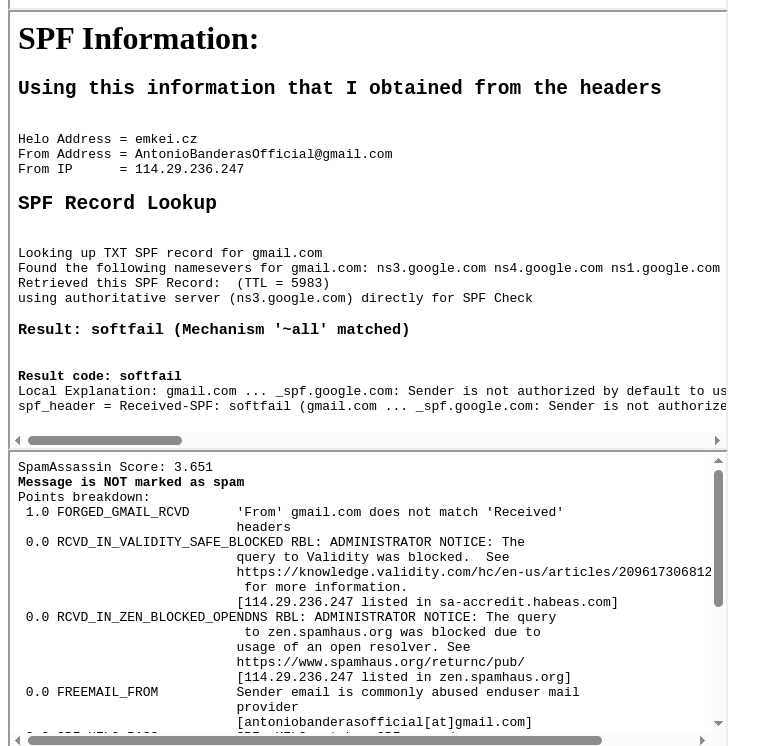 SPF Information:
Using this information that I obtained from the headers
Helo Address = emkei.cz
From Address = AntonioBanderasOfficial@gmail.com
From IP      = 114.29.236.247
SPF Record Lookup
Looking up TXT SPF record for gmail.com
Found the following namesevers for gmail.com: ns3.google.com ns4.google.com ns1.google.com
Retrieved this SPF Record:  (TTL = 5983)
using authoritative server (ns3.google.com) directly for SPF Check
Result: softfail (Mechanism '~all' matched)
Result code: softfail
Local Explanation: gmail.com ... _spf.google.com: Sender is not authorized by default to us
spf_header = Received-SPF: softfail (gmail.com ... _spf.google.com: Sender is not authorize
SpamAssassin Score: 3.651
Message is NOT marked as spam
Points breakdown:
1.0 FORGED_GMAIL_RCVD      'From' gmail.com does not match 'Received'
headers
0.0 RCVD_IN_VALIDITY_SAFE_BLOCKED RBL: ADMINISTRATOR NOTICE: The
query to Validity was blocked.  See
https://knowledge.validity.com/hc/en-us/articles/209617306812
for more information.
[114.29.236.247 listed in sa-accredit.habeas.com]
0.0 RCVD_IN_ZEN_BLOCKED_OPENDNS RBL: ADMINISTRATOR NOTICE: The query
to zen.spamhaus.org was blocked due to
usage of an open resolver. See
https://www.spamhaus.org/returnc/pub/
[114.29.236.247 listed in zen.spamhaus.org]
0.0 FREEMAIL_FROM          Sender email is commonly abused enduser mail
provider
[antoniobanderasofficial[at]gmail.com]